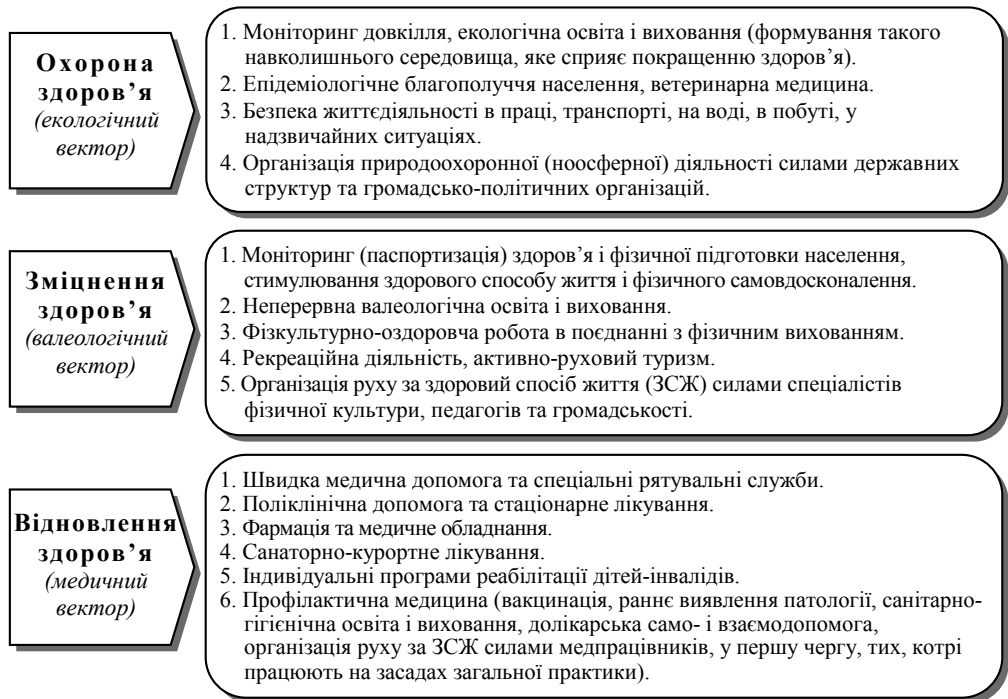 Охорона
здоров’я
(екологічний
вектор)
1. Моніторинг довкілля, екологічна освіта і виховання (формування такого
навколишнього середовища, яке сприяє покращенню здоров’я).
2. Епідеміологічне благополуччя населення, ветеринарна медицина.
3. Безпека життєдіяльності в праці, транспорті, на воді, в побуті, у
надзвичайних ситуаціях.
4. Організація природоохоронної (ноосферної) діяльності силами державних
структур та громадсько-політичних організацій.
Зміцнення
здоров’я
(валеологічний
вектор)
1. Моніторинг (паспортизація) здоров’я і фізичної підготовки населення,
стимулювання здорового способу життя і фізичного самовдосконалення.
2. Неперервна валеологічна освіта і виховання.
3. Фізкультурно-оздоровча робота в поєднанні з фізичним вихованням.
4. Рекреаційна діяльність, активно-руховий туризм.
5. Організація руху за здоровий спосіб життя (ЗСЖ) силами спеціалістів
фізичної культури, педагогів та громадськості.
Відновлення
здоров’я
(медичний
вектор)
1. Швидка медична допомога та спеціальні рятувальні служби.
2. Поліклінічна допомога та стаціонарне лікування.
3. Фармація та медичне обладнання.
4. Санаторно-курортне лікування.
5. Індивідуальні програми реабілітації дітей-інвалідів.
6. Профілактична медицина (вакцинація, раннє виявлення патології, санітарно-
гігієнічна освіта і виховання, долікарська само- і взаємодопомога,
організація руху за ЗСЖ силами медпрацівників, у першу чергу, тих, котрі
працюють на засадах загальної практики).